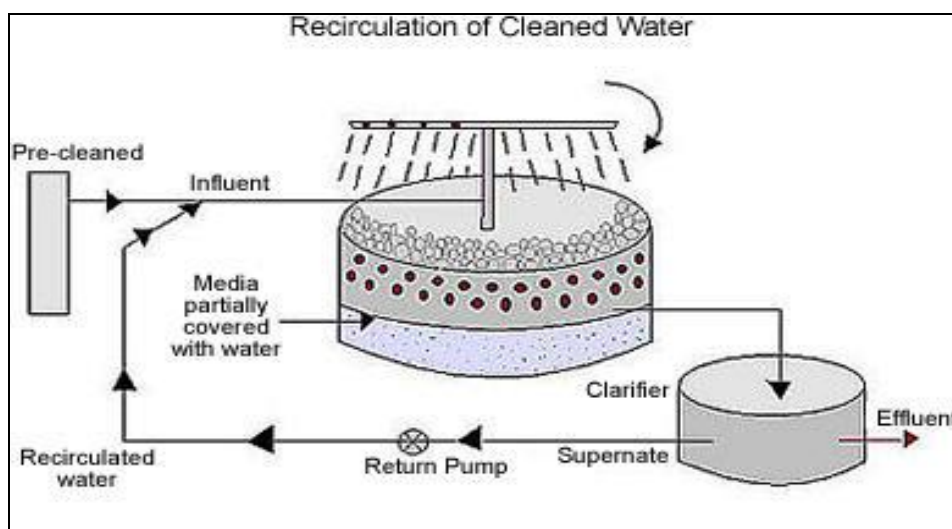 Recirculation of Cleaned Water
Pre-cleaned
Influent
Media
partially
covered
with water
Clarifier
Effluent
Supernate
Return Pump
Recirculated
water